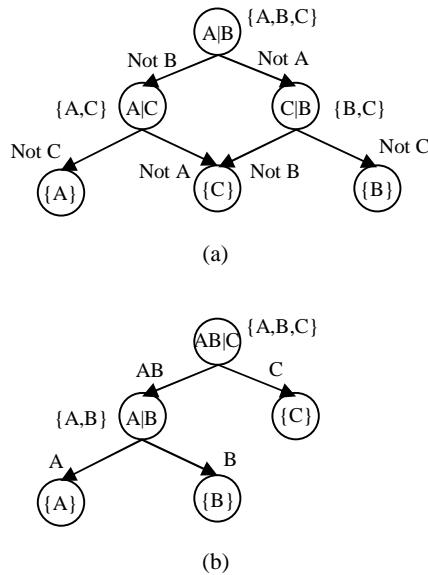 A|B {A,B,C}
Not B Not A
{A,C} A|C C|B {B,C}
Not C Not A Not B Not C
{A} {C} {B}
(a)
AB|C {A,B,C}
AB C
{A,B} A|B {C}
A B
{A} {B}
(b)